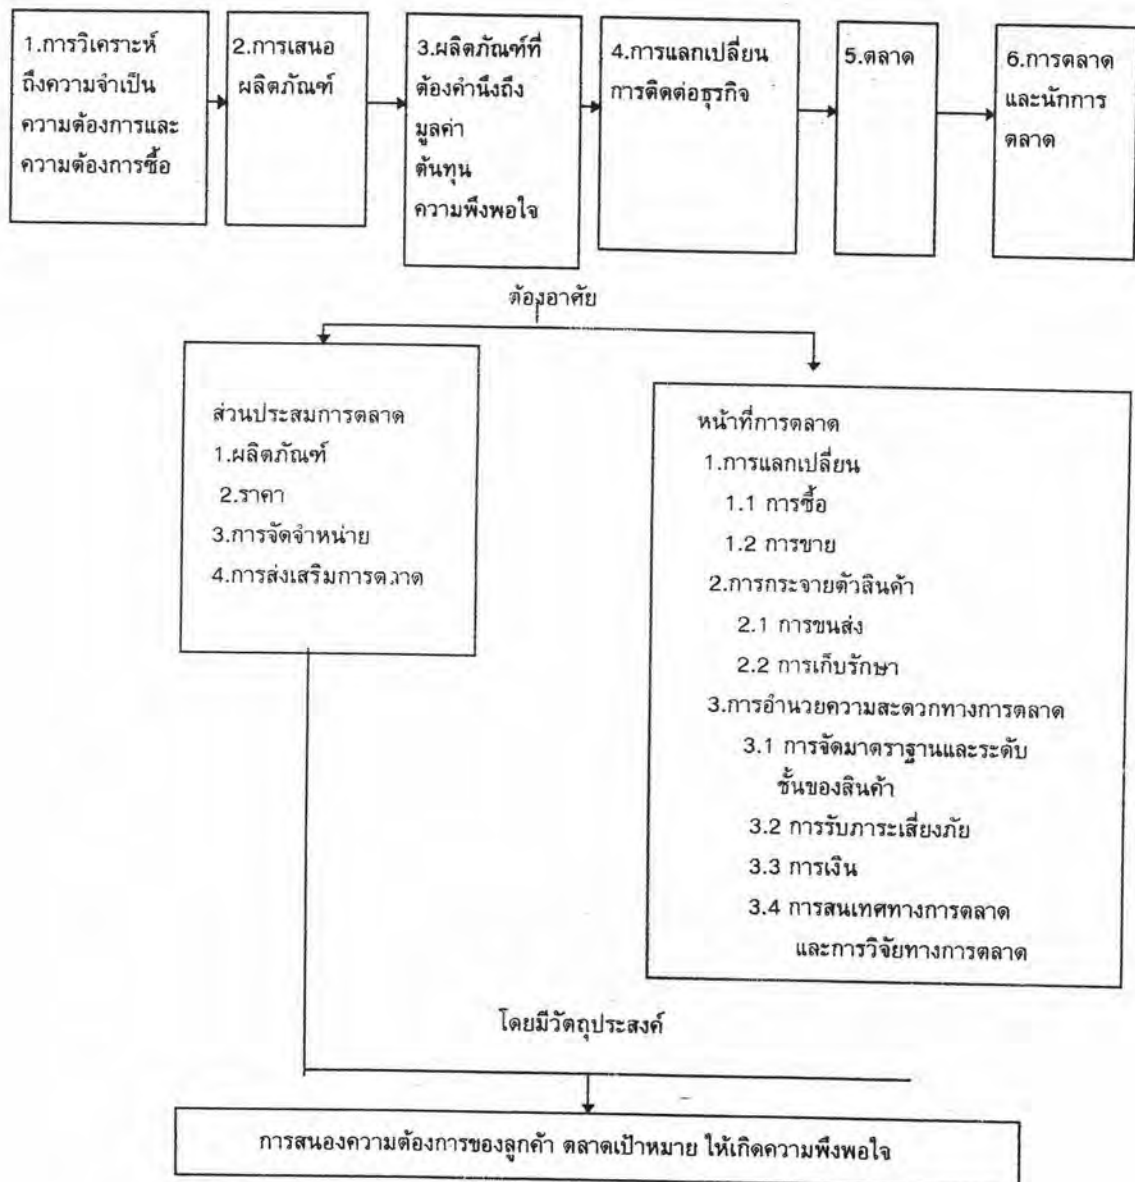 1.การวิเคราะห์
ถึงความจำเป็น
ความต้องการและ
ความต้องการซื้อ
2.การเสนอ
ผลิตภัณฑ์
3.ผลิตภัณฑ์ที่
ต้องคำนึงถึง
มูลค่า
ต้นทุน
ความพึงพอใจ
4.การแลกเปลี่ยน
การติดต่อธุรกิจ
5.ตลาด
6.การตลาด
และนักการ
ตลาด
ต้องอาศัย
ส่วนประสมการตลาด
1.ผลิตภัณฑ์
2.ราคา
3.การจัดจำหน่าย
4.การส่งเสริมการตลาด
หน้าที่การตลาด
1.การแลกเปลี่ยน
1.1 การซื้อ
1.2 การขาย
2.การกระจายตัวสินค้า
2.1 การขนส่ง
2.2 การเก็บรักษา
3.การอำนวยความสะดวกทางการตลาด
3.1 การจัดมาตราฐานและระดับ
ชั้นของสินค้า
3.2 การรับภาระเสี่ยงภัย
3.3 การเงิน
3.4 การสนเทศทางการตลาด
และการวิจัยทางการตลาด
โดยมีวัตถุประสงค์
การสนองความต้องการของลูกค้า ตลาดเป้าหมาย ให้เกิดความพึงพอใจ